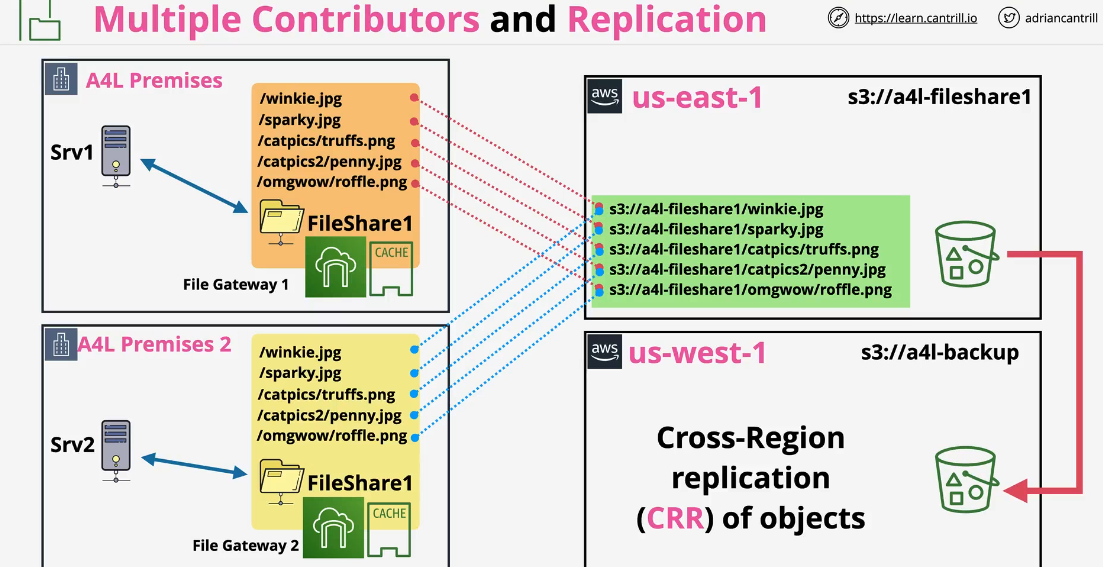 Multiple Contributors and Replication
https://learn.cantrill.io
adriancantrill
A4L Premises
/winkie.jpg
/sparky.jpg
/catpics/truffs.png
/catpics2/penny.jpg
/omgwow/roffle.png
Srv1
FileShare1
CACHE
File Gateway 1
A4L Premises 2
/winkie.jpg
/sparky.jpg
/catpics/truffs.png
/catpics2/penny.jpg
/omgwow/roffle.png
Srv2
FileShare1
CACHE
File Gateway 2
aws
us-east-1
s3://a4l-fileshare1
s3://a4l-fileshare1/winkie.jpg
s3://a4l-fileshare1/sparky.jpg
s3://a4l-fileshare1/catpics/truffs.png
s3://a4l-fileshare1/catpics2/penny.jpg
s3://a4l-fileshare1/omgwow/roffle.png
aws
us-west-1
s3://a4l-backup
Cross-Region
replication
(CRR) of objects